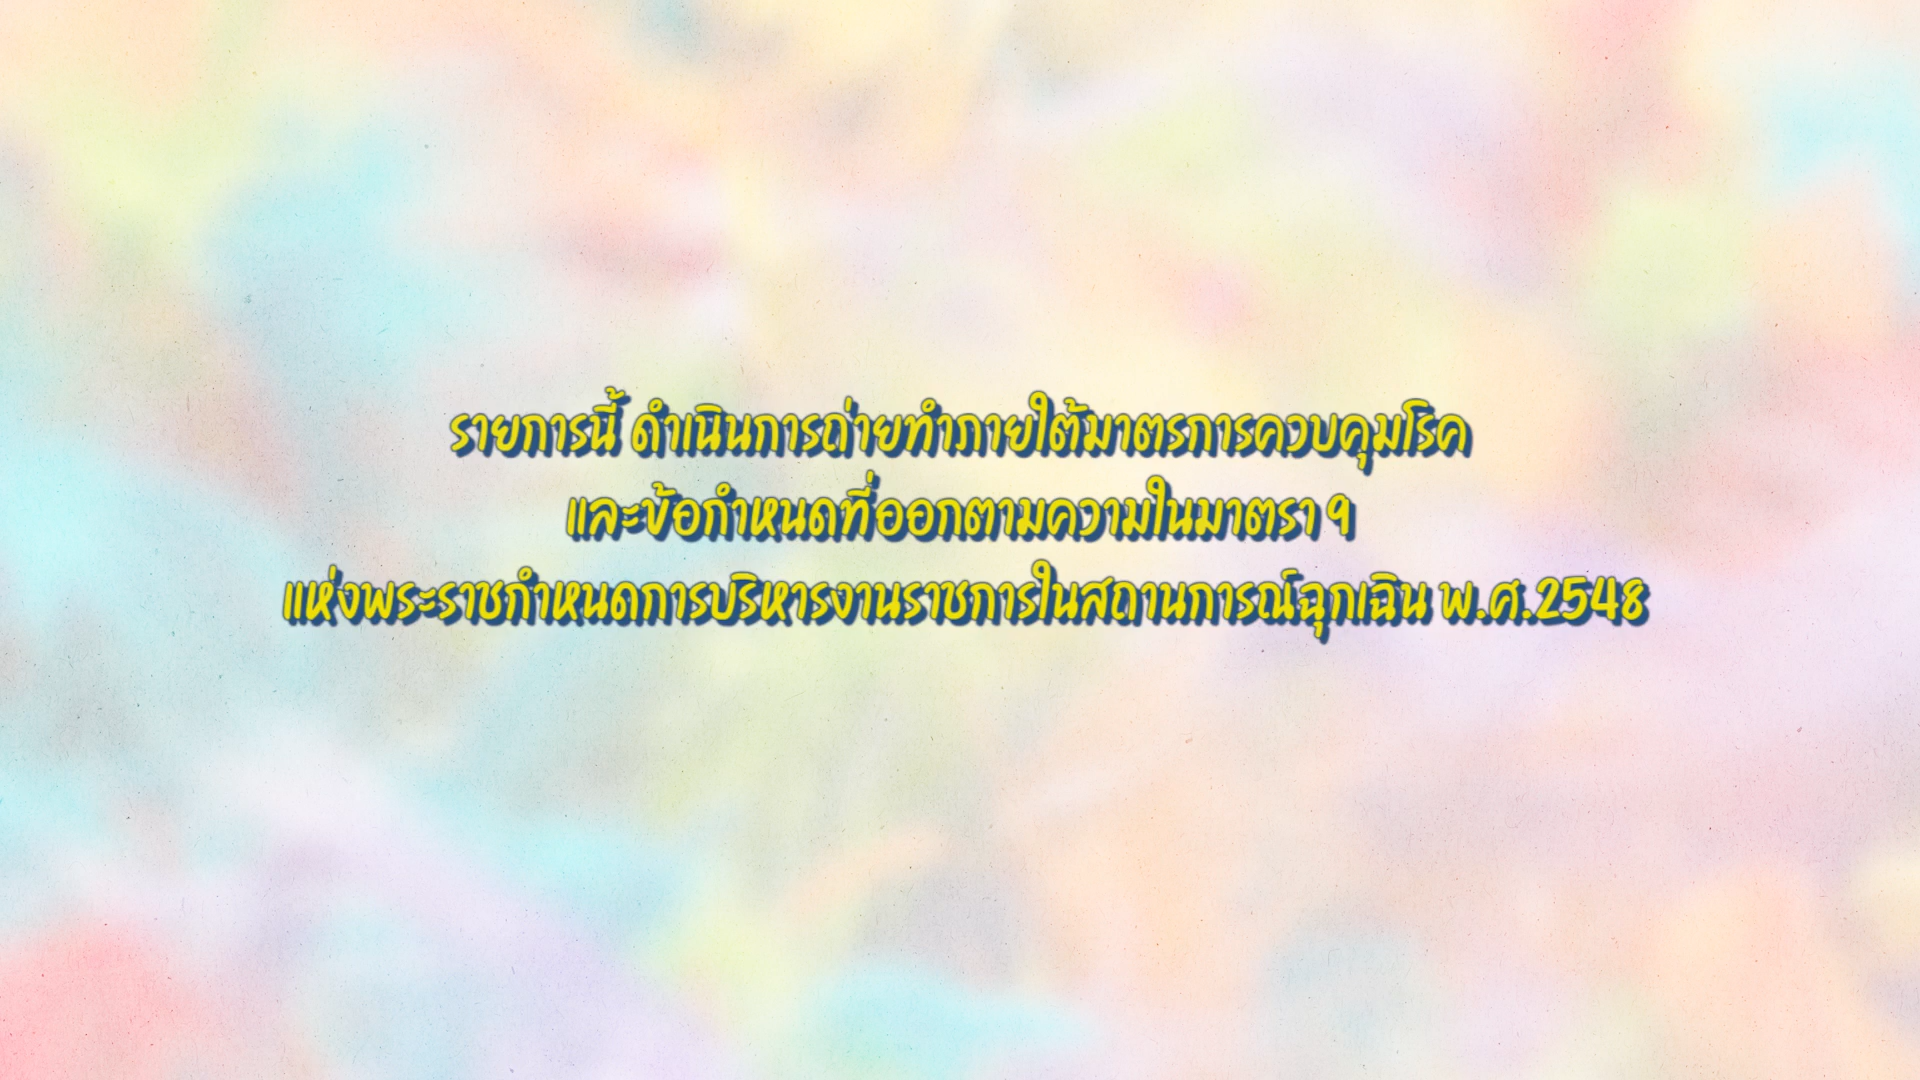 รายการนี้ ดำเนินการถ่ายทำภายใต้มาตรการควบคุมโรค
และข้อกำหนดที่ออกตามความในมาตรา 9
แห่งพระราชกำหนดการบริหารงานราชการในสถานการณ์ฉุกเฉิน พ.ศ.2548